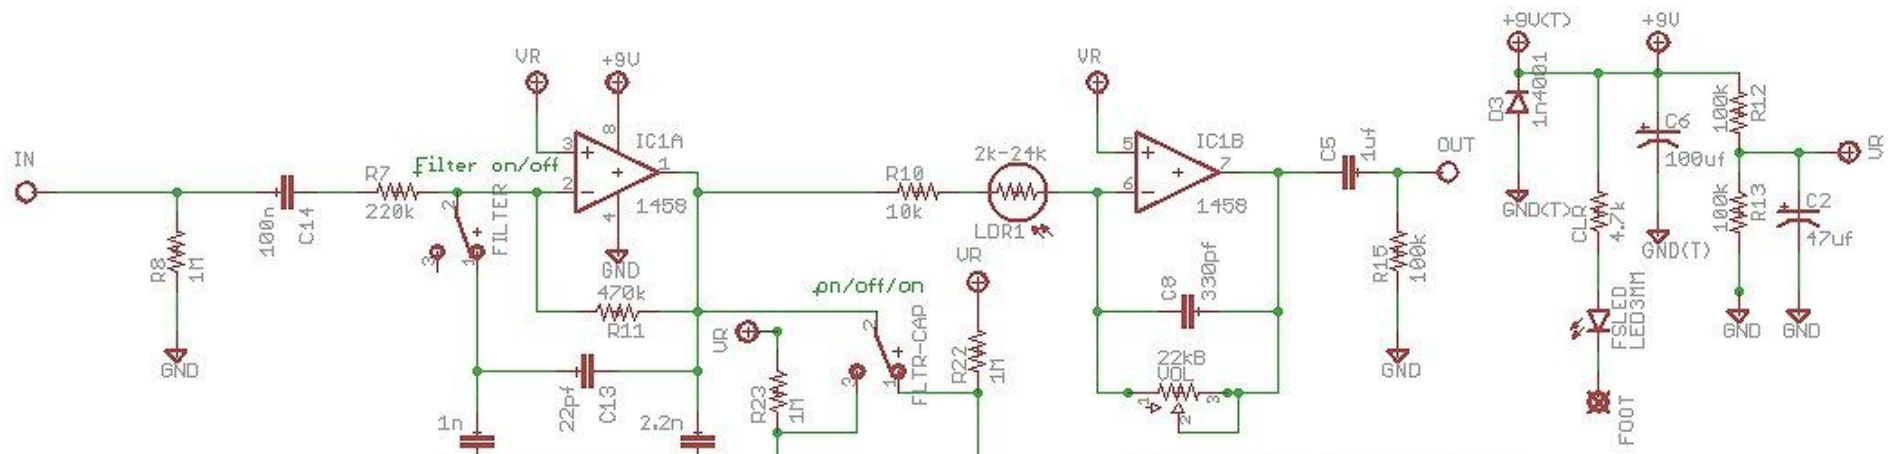 IN
R8
1M
GND
100n
C14
R7
220k
Filter on/off
2
3
1
FILTER
VR
+9V
8
3
2
1
4
IC1A
1458
GND
470k
R11
22pf
C13
1n
2.2n
VR
R23
1M
on/off/on
2
3
1
FLTR-CAP
VR
R22
1M
R10
10k
2k-24k
LDR1
VR
5
6
7
IC1B
1458
C8
330pf
22kB
VOL
1
2
3
C5
1uf
OUT
R15
100k
GND
+9V(T)
D3
1n4001
GND(T)
CLR
4.7k
FSLED
LED3MM
FOOT
+9V
C6
100uf
GND(T)
100k
R12
100k
R13
GND
VR
C2
47uf
GND